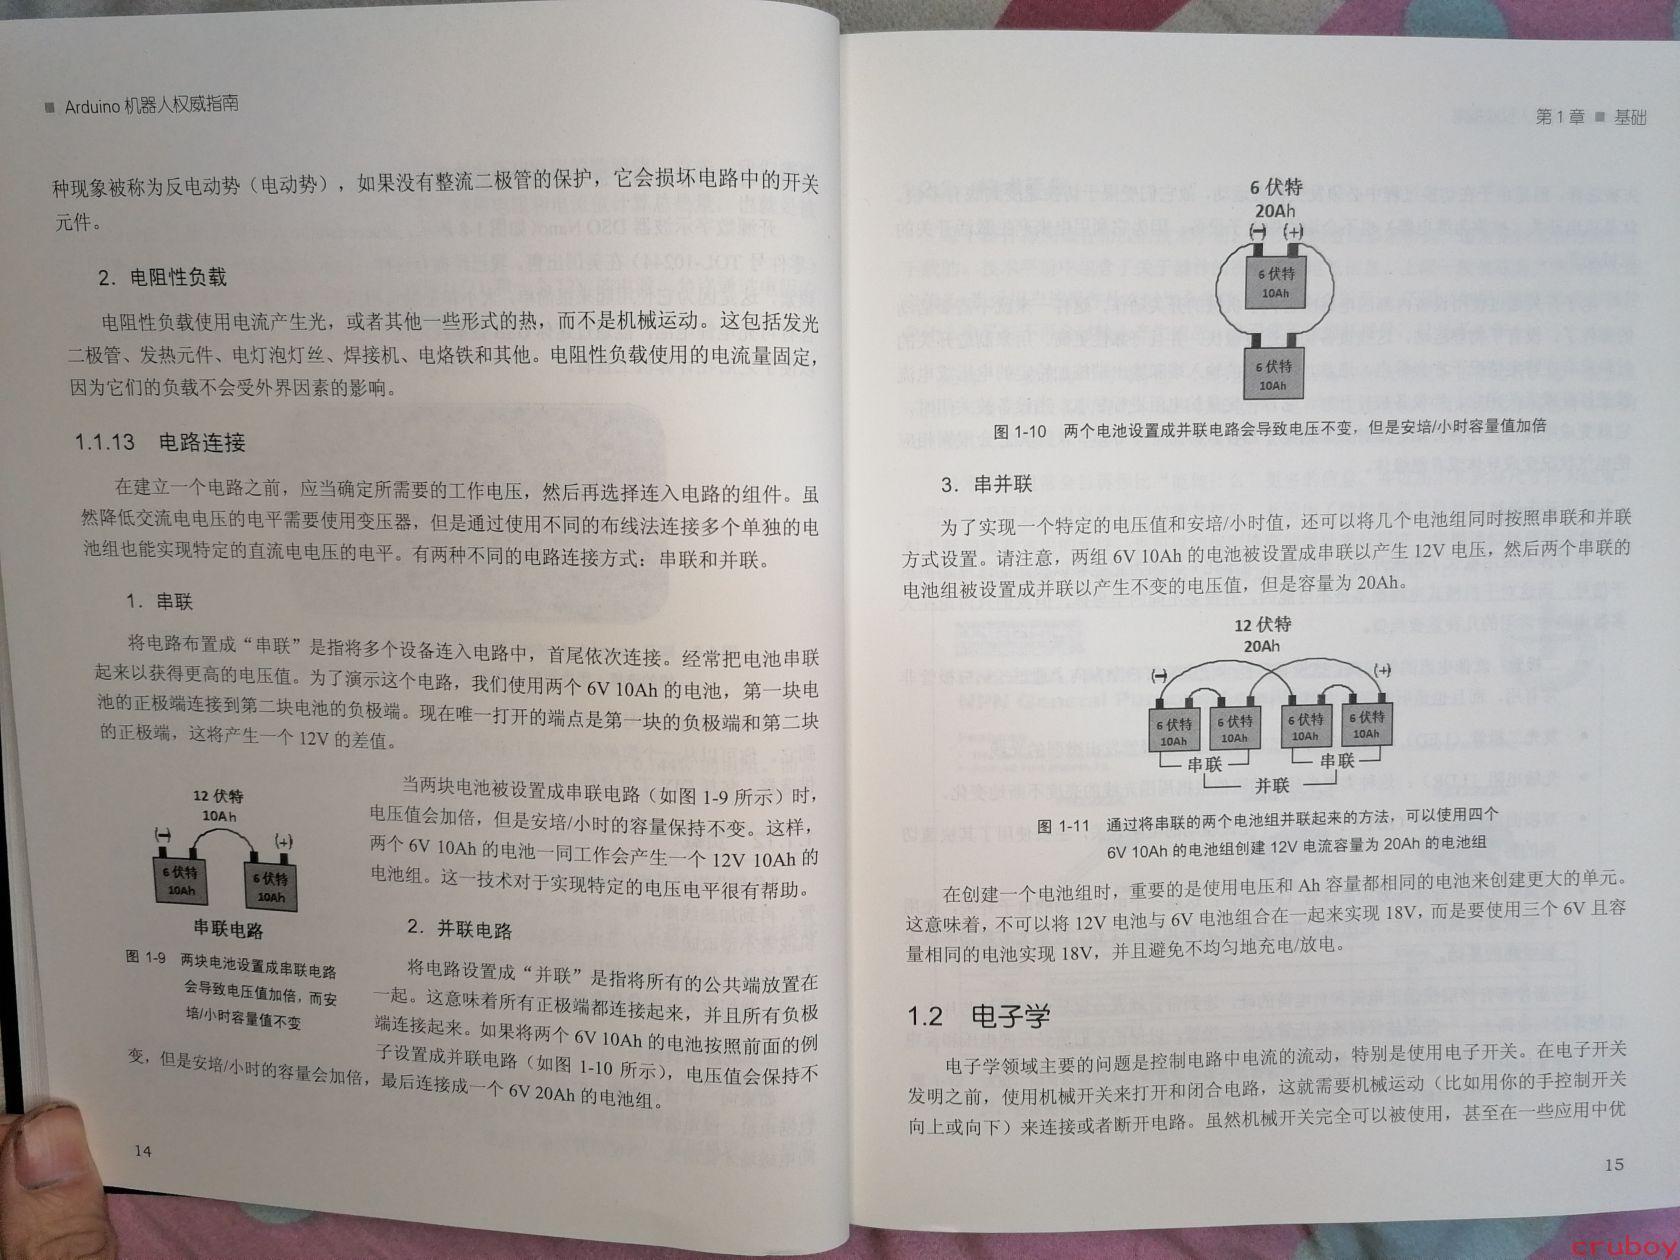 ■ Arduino 机器人权威指南
种现象被称为反电动势（电动势），如果没有整流二极管的保护，它会损坏电路中的开关
元件。
2．电阻性负载
电阻性负载使用电流产生光，或者其他一些形式的热，而不是机械运动。这包括发光
二极管、发热元件、电灯泡灯丝、焊接机、电烙铁和其他。电阻性负载使用的电流量固定，
因为它们的负载不会受外界因素的影响。
1.1.13 电路连接
在建立一个电路之前，应当确定所需要的工作电压，然后再选择连入电路的组件。虽
然降低交流电电压的电平需要使用变压器，但是通过使用不同的布线法连接多个单独的电
池组也能实现特定的直流电电压的电平。有两种不同的电路连接方式：串联和并联。
1．串联
将电路布置成“串联”是指将多个设备连入电路中，首尾依次连接。经常把电池串联
起来以获得更高的电压值。为了演示这个电路，我们使用两个 6V 10Ah 的电池，第一块电
池的正极端连接到第二块电池的负极端。现在唯一打开的端点是第一块的负极端和第二块
的正极端，这将产生一个 12V 的差值。
12 伏特
10Ah
(−) (+)
6 伏特
10Ah
6 伏特
10Ah
串联电路
图 1-9 两块电池设置成串联电路
会导致电压值加倍，而安
培/小时容量值不变
当两块电池被设置成串联电路（如图 1-9 所示）时，
电压值会加倍，但是安培/小时的容量保持不变。这样，
两个 6V 10Ah 的电池一同工作会产生一个 12V 10Ah 的
电池组。这一技术对于实现特定的电压电平很有帮助。
2．并联电路
将电路设置成“并联”是指将所有的公共端放置在
一起。这意味着所有正极端都连接起来，并且所有负极
端连接起来。如果将两个 6V 10Ah 的电池按照前面的例
子设置成并联电路（如图 1-10 所示），电压值会保持不
变，但是安培/小时的容量会加倍，最后连接成一个 6V 20Ah 的电池组。
14
第 1 章 ■ 基础
6 伏特
20Ah
(−) (+)
6 伏特
10Ah
6 伏特
10Ah
图 1-10 两个电池设置成并联电路会导致电压不变，但是安培/小时容量值加倍
3．串并联
为了实现一个特定的电压值和安培/小时值，还可以将几个电池组同时按照串联和并联
方式设置。请注意，两组 6V 10Ah 的电池被设置成串联以产生 12V 电压，然后两个串联的
电池组被设置成并联以产生不变的电压值，但是容量为 20Ah。
12 伏特
20Ah
(−) (+)
6 伏特 6 伏特 6 伏特 6 伏特
10Ah 10Ah 10Ah 10Ah
串联 串联
并联
图 1-11 通过将串联的两个电池组并联起来的方法，可以使用四个
6V 10Ah 的电池组创建 12V 电流容量为 20Ah 的电池组
在创建一个电池组时，重要的是使用电压和 Ah 容量都相同的电池来创建更大的单元。
这意味着，不可以将 12V 电池与 6V 电池组合在一起来实现 18V，而是要使用三个 6V 且容
量相同的电池实现 18V，并且避免不均匀地充电/放电。
1.2 电子学
电子学领域主要的问题是控制电路中电流的流动，特别是使用电子开关。在电子开关
发明之前，使用机械开关来打开和闭合电路，这就需要机械运动（比如用你的手控制开关
向上或向下）来连接或者断开电路。虽然机械开关完全可以被使用，甚至在一些应用中优
15
cruboy